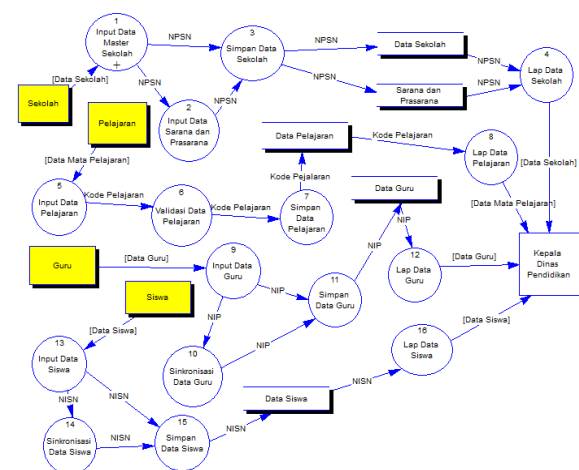 1
Input Data
Master
Sekolah
+
NPSN
3
Simpan Data
Sekolah
NPSN
Data Sekolah
NPSN
4
Lap Data
Sekolah
[Data Sekolah]
NPSN
2
Input Data
Sarana dan
Prasarana
NPSN
NPSN
Sarana dan
Prasarana
NPSN
Sekolah
Pelajaran
[Data Mata Pelajaran]
5
Input Data
Pelajaran
Kode Pelajaran
6
Validasi Data
Pelajaran
Kode Pelajaran
7
Simpan
Data
Pelajaran
Kode Pejalaran
Data Pelajaran
Kode Pelajaran
8
Lap Data
Pelajaran
[Data Mata Pelajaran]
[Data Sekolah]
Kepala
Dinas
Pendidikan
Guru
[Data Guru]
9
Input Data
Guru
NIP
NIP
10
Sinkronisasi
Data Guru
NIP
11
Simpan
Data Guru
NIP
Data Guru
NIP
12
Lap Data
Guru
[Data Guru]
Siswa
[Data Siswa]
13
Input Data
Siswa
NISN
NISN
14
Sinkronisasi
Data Siswa
NISN
15
Simpan
Data Siswa
NISN
Data Siswa
NISN
16
Lap Data
Siswa
[Data Siswa]